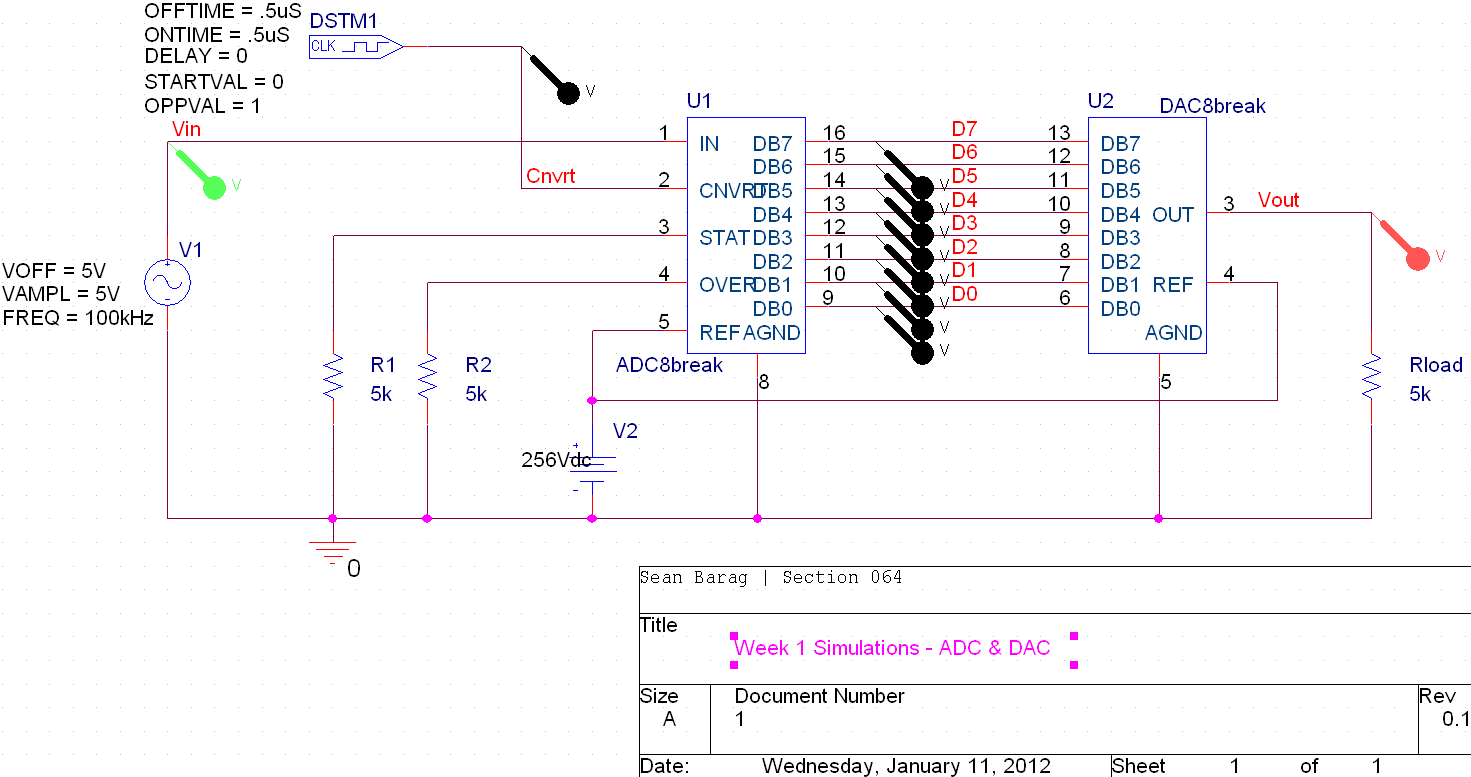 OFFTIME = .5uS
ONTIME = .5uS
DELAY = 0
STARTVAL = 0
OPPVAL = 1
DSTM1
CLK
V
Vin
V
Cnvrt
V1
VOFF = 5V
VAMPL = 5V
FREQ = 100kHz
U1
1 IN DB7 16
DB6 15
2 CNVRT DB5 14
DB4 13
3 STAT DB3 12
DB2 11
4 OVER DB1 10
DB0 9
5 REF AGND
8
ADC8break
D7
D6
D5
D4
D3
D2
D1
D0
V
V
V
V
V
V
V
V
U2 DAC8break
13 DB7
12 DB6
11 DB5
10 DB4 OUT 3
9 DB3
8 DB2
7 DB1 REF 4
6 DB0
AGND
5
Vout
V
R1
5k
R2
5k
V2
+
256Vdc
-
Rload
5k
0
Sean Barag | Section 064
Title
Week 1 Simulations - ADC & DAC
Size Document Number Rev
A 1 0.1
Date: Wednesday, January 11, 2012 Sheet 1 of 1